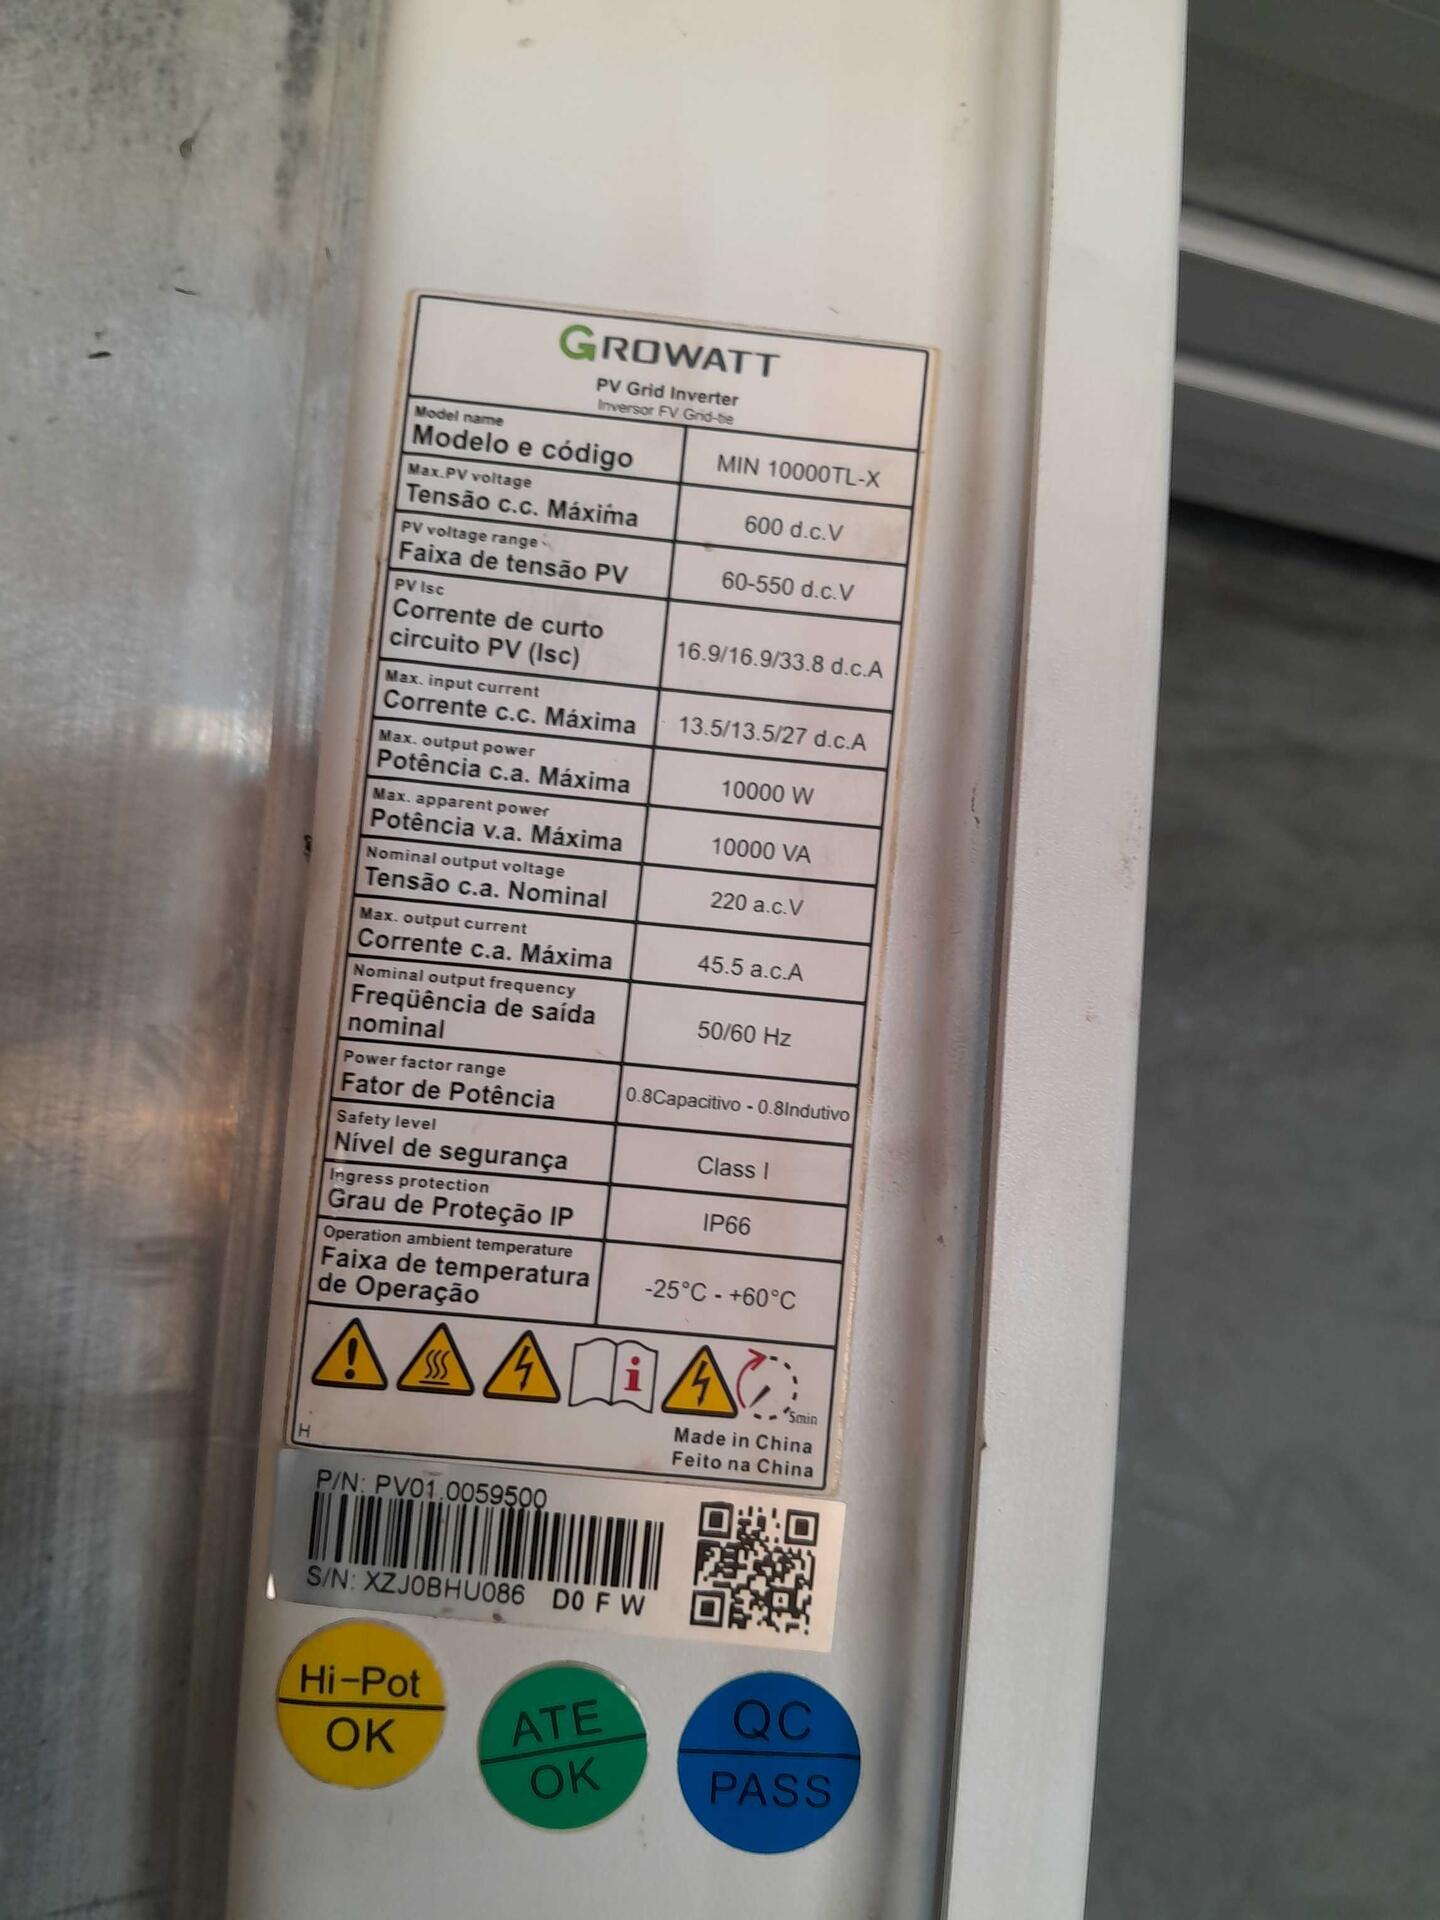 GROWATT
PV Grid Inverter
Inversor FV Grid-tie
Model name
Modelo e código
MIN 10000TL-X
Max.PV voltage
Tensão c.c. Máxima
600 d.c.V
PV voltage range
Faixa de tensão PV
60-550 d.c.V
PV Isc
Corrente de curto
circuito PV (Isc)
16.9/16.9/33.8 d.c.A
Max. input current
Corrente c.c. Máxima
13.5/13.5/27 d.c.A
Max. output power
Potência c.a. Máxima
10000 W
Max. apparent power
Potência v.a. Máxima
10000 VA
Nominal output voltage
Tensão c.a. Nominal
220 a.c.V
Max. output current
Corrente c.a. Máxima
45.5 a.c.A
Nominal output frequency
Freqüência de saída
nominal
50/60 Hz
Power factor range
Fator de Potência
0.8Capacitivo - 0.8Indutivo
Safety level
Nível de segurança
Class I
Ingress protection
Grau de Proteção IP
IP66
Operation ambient temperature
Faixa de temperatura
de Operação
-25°C - +60°C
5min
H
Made in China
Feito na China
P/N: PV01.0059500
S/N: XZJ0BHU086 D0 F W
Hi-Pot
OK
ATE
OK
QC
PASS